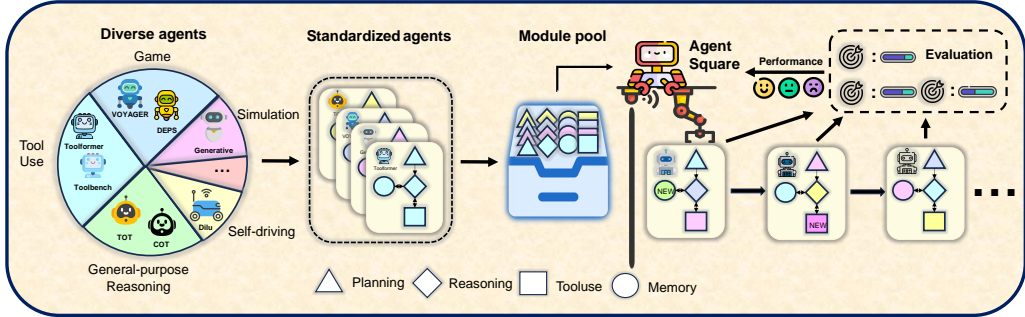 Diverse agents
Game
VOYAGER
DEPS
Simulation
Generative
...
Tool
Use
Toolformer
Toolbench
TOT
COT
Dilu
Self-driving
General-purpose
Reasoning
Standardized agents
Toolformer
Module pool
Agent
Square
Performance
Evaluation
:
:
:
NEW
NEW
...
Planning
Reasoning
Tooluse
Memory